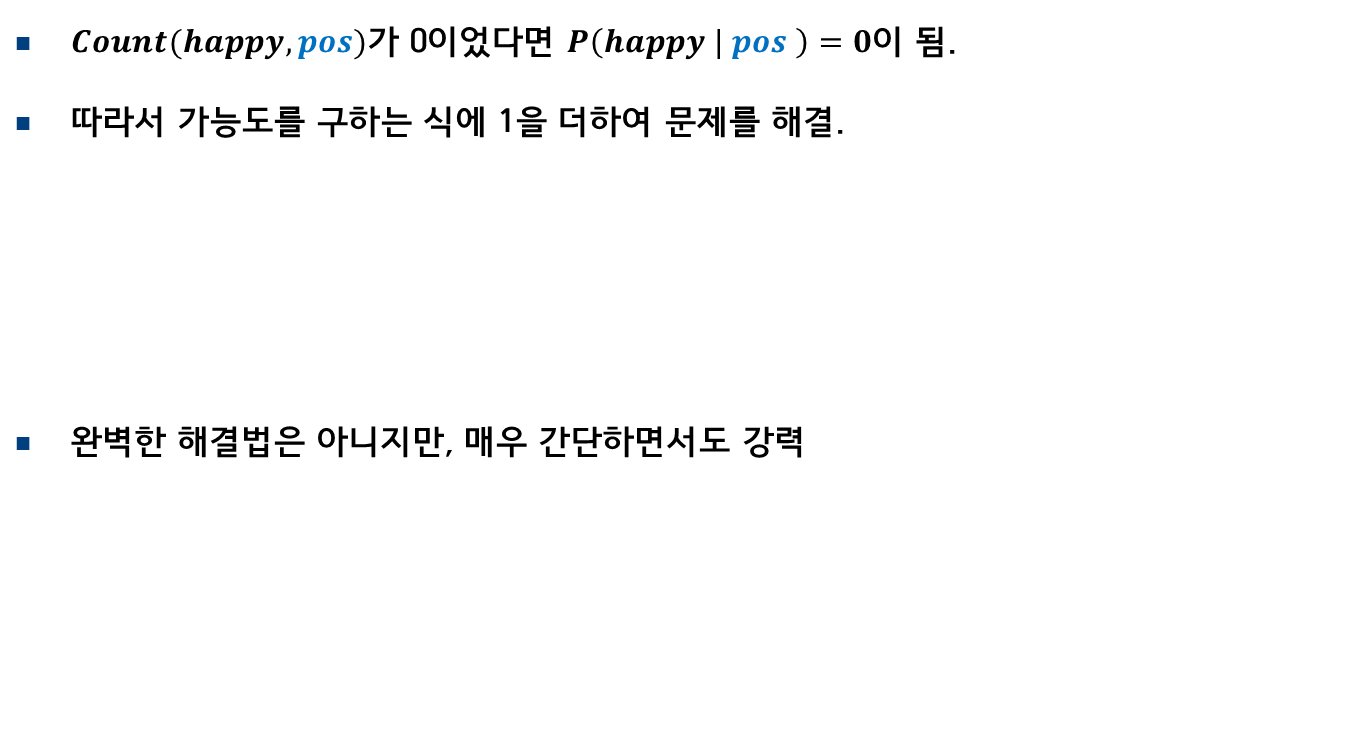 ▪ Count(happy,pos)가 0이었다면 P(happy | pos ) = 0이 됨.
▪ 따라서 가능도를 구하는 식에 1을 더하여 문제를 해결.
▪ 완벽한 해결법은 아니지만, 매우 간단하면서도 강력